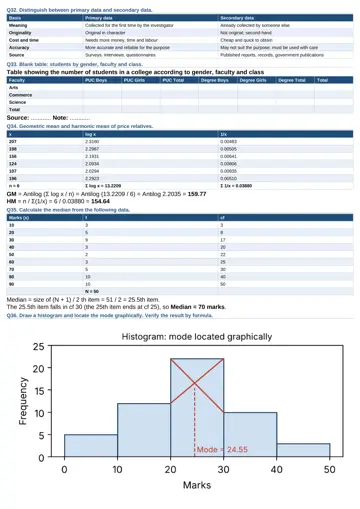 Q32. Distinguish between primary data and secondary data.
Basis Primary data Secondary data
Meaning Collected for the first time by the investigator Already collected by someone else
Originality Original in character Not original; second-hand
Cost and time Needs more money, time and labour Cheap and quick to obtain
Accuracy More accurate and reliable for the purpose May not suit the purpose; must be used with care
Source Surveys, interviews, questionnaires Published reports, records, government publications
Q33. Blank table: students by gender, faculty and class.
Table showing the number of students in a college according to gender, faculty and class
Faculty PUC Boys PUC Girls PUC Total Degree Boys Degree Girls Degree Total Total
Arts
Commerce
Science
Total
Source: ............ Note: ............
Q34. Geometric mean and harmonic mean of price relatives.
x log x 1/x
207 2.3160 0.00483
198 2.2967 0.00505
156 2.1931 0.00641
124 2.0934 0.00806
107 2.0294 0.00935
196 2.2923 0.00510
n = 6 Σ log x = 13.2209 Σ 1/x = 0.03880
GM = Antilog (Σ log x / n) = Antilog (13.2209 / 6) = Antilog 2.2035 = 159.77
HM = n / Σ(1/x) = 6 / 0.03880 = 154.64
Q35. Calculate the median from the following data.
Marks (x) f cf
10 3 3
20 5 8
30 9 17
40 3 20
50 2 22
60 3 25
70 5 30
80 10 40
90 10 50
N = 50
Median = size of (N + 1) / 2 th item = 51 / 2 = 25.5th item.
The 25.5th item falls in cf 30 (the 25th item ends at cf 25), so Median = 70 marks.
Q36. Draw a histogram and locate the mode graphically. Verify the result by formula.
Histogram: mode located graphically
25
20
15
10
5
0
Frequency
Mode = 24.55
0 10 20 30 40 50
Marks